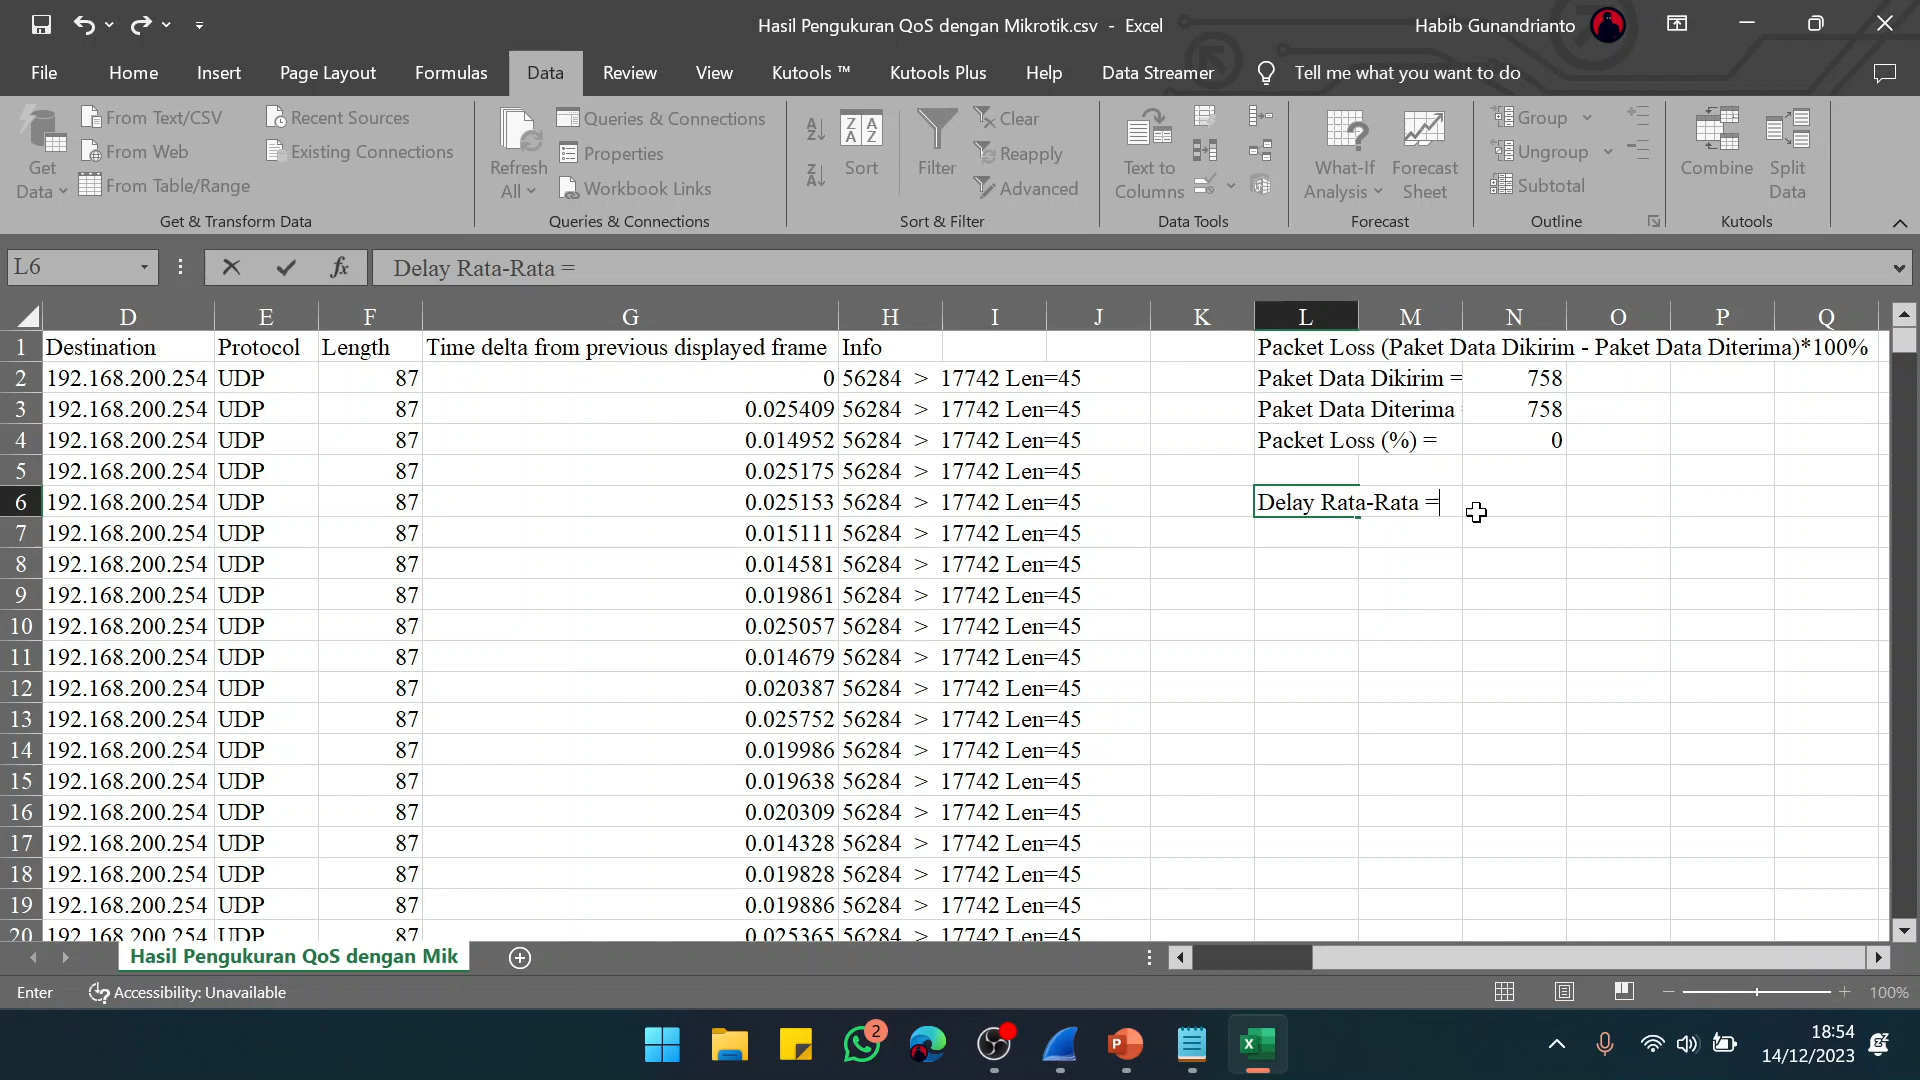 Hasil Pengukuran QoS dengan Mikrotik.csv - Excel
Habib Gunandrianto
File Home Insert Page Layout Formulas Data Review View Kutools ™ Kutools Plus Help Data Streamer Tell me what you want to do
Get Data
From Text/CSV
From Web
From Table/Range
Recent Sources
Existing Connections
Get & Transform Data
Refresh All
Queries & Connections
Properties
Workbook Links
Queries & Connections
Sort
Filter
Clear
Reapply
Advanced
Sort & Filter
Text to Columns
Data Tools
What-If Analysis
Forecast Sheet
Forecast
Group
Ungroup
Subtotal
Outline
Combine
Split Data
Kutools
L6 fx Delay Rata-Rata =
D E F G H I J K L M N O P Q
1 Destination Protocol Length Time delta from previous displayed frame Info Packet Loss (Paket Data Dikirim - Paket Data Diterima)*100%
2 192.168.200.254 UDP 87 0 56284 > 17742 Len=45 Paket Data Dikirim = 758
3 192.168.200.254 UDP 87 0.025409 56284 > 17742 Len=45 Paket Data Diterima 758
4 192.168.200.254 UDP 87 0.014952 56284 > 17742 Len=45 Packet Loss (%) = 0
5 192.168.200.254 UDP 87 0.025175 56284 > 17742 Len=45
6 192.168.200.254 UDP 87 0.025153 56284 > 17742 Len=45 Delay Rata-Rata =
7 192.168.200.254 UDP 87 0.015111 56284 > 17742 Len=45
8 192.168.200.254 UDP 87 0.014581 56284 > 17742 Len=45
9 192.168.200.254 UDP 87 0.019861 56284 > 17742 Len=45
10 192.168.200.254 UDP 87 0.025057 56284 > 17742 Len=45
11 192.168.200.254 UDP 87 0.014679 56284 > 17742 Len=45
12 192.168.200.254 UDP 87 0.020387 56284 > 17742 Len=45
13 192.168.200.254 UDP 87 0.025752 56284 > 17742 Len=45
14 192.168.200.254 UDP 87 0.019986 56284 > 17742 Len=45
15 192.168.200.254 UDP 87 0.019638 56284 > 17742 Len=45
16 192.168.200.254 UDP 87 0.020309 56284 > 17742 Len=45
17 192.168.200.254 UDP 87 0.014328 56284 > 17742 Len=45
18 192.168.200.254 UDP 87 0.019828 56284 > 17742 Len=45
19 192.168.200.254 UDP 87 0.019886 56284 > 17742 Len=45
20 192.168.200.254 UDP 87 0.025365 56284 > 17742 Len=45
Hasil Pengukuran QoS dengan Mik
Enter Accessibility: Unavailable 100%
2
18:54
14/12/2023